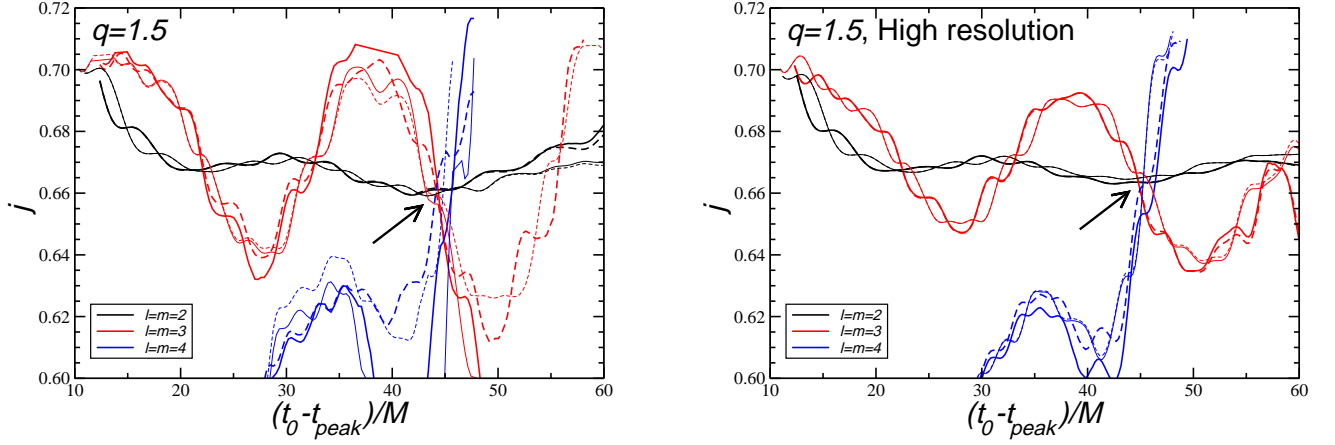 q=1.5
0.72
0.70
0.68
0.66
0.64
0.62
0.60
j
l=m=2
l=m=3
l=m=4
10 20 30 40 50 60
(t0-tpeak)/M
q=1.5, High resolution
0.72
0.70
0.68
0.66
0.64
0.62
0.60
j
l=m=2
l=m=3
l=m=4
10 20 30 40 50 60
(t0-tpeak)/M